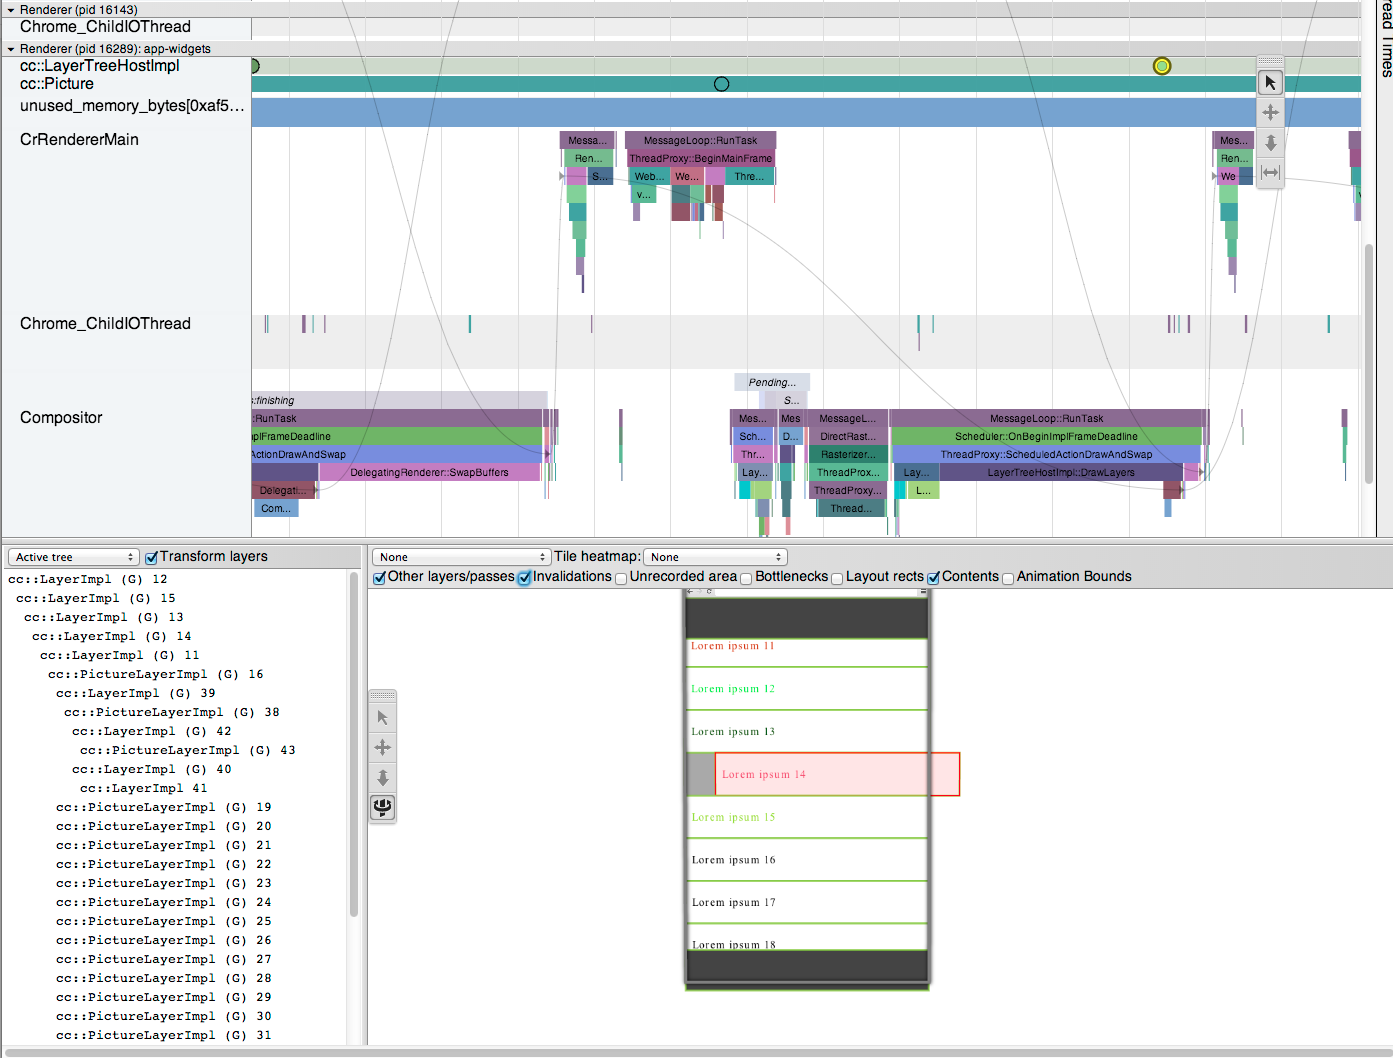 Renderer (pid 16143)
Chrome_ChildIOThread
Renderer (pid 16289): app-widgets
cc::LayerTreeHostImpl
cc::Picture
unused_memory_bytes[0xaf5...
CrRendererMain
Messa... MessageLoop::RunTask Mes...
Ren... ThreadProxy::BeginMainFrame Ren...
S... Web... We... Thre... We
v...
Chrome_ChildIOThread
Pending...
s:finishing S...
Compositor
:RunTask Mes... Mes MessageL... MessageLoop::RunTask
plFrameDeadline Sch... D... DirectRast... Scheduler::OnBeginImplFrameDeadline
ActionDrawAndSwap Thr... Rasterizer... ThreadProxy::ScheduledActionDrawAndSwap
DelegatingRenderer::SwapBuffers Lay... ThreadProx... Lay... LayerTreeHostImpl::DrawLayers
Delegati... ThreadProxy... L...
Com... Thread...
read Times
Active tree Transform layers
cc::LayerImpl (G) 12
cc::LayerImpl (G) 15
cc::LayerImpl (G) 13
cc::LayerImpl (G) 14
cc::LayerImpl (G) 11
cc::PictureLayerImpl (G) 16
cc::LayerImpl (G) 39
cc::PictureLayerImpl (G) 38
cc::LayerImpl (G) 42
cc::PictureLayerImpl (G) 43
cc::LayerImpl (G) 40
cc::LayerImpl 41
cc::PictureLayerImpl (G) 19
cc::PictureLayerImpl (G) 20
cc::PictureLayerImpl (G) 21
cc::PictureLayerImpl (G) 22
cc::PictureLayerImpl (G) 23
cc::PictureLayerImpl (G) 24
cc::PictureLayerImpl (G) 25
cc::PictureLayerImpl (G) 26
cc::PictureLayerImpl (G) 27
cc::PictureLayerImpl (G) 28
cc::PictureLayerImpl (G) 29
cc::PictureLayerImpl (G) 30
cc::PictureLayerImpl (G) 31
None Tile heatmap: None
Other layers/passes Invalidations Unrecorded area Bottlenecks Layout rects Contents Animation Bounds
Lorem ipsum 11
Lorem ipsum 12
Lorem ipsum 13
Lorem ipsum 14
Lorem ipsum 15
Lorem ipsum 16
Lorem ipsum 17
Lorem ipsum 18